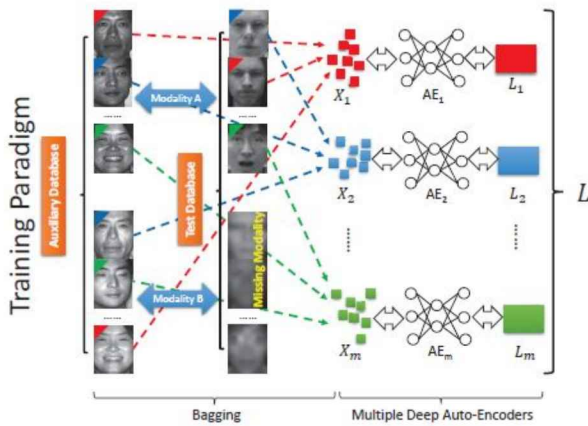 Training Paradigm
Auxiliary Database
Test Database
Modality A
Modality B
Missing Modality
......
......
......
......
X₁
AE₁
L₁
X₂
AE₂
L₂
......
......
Xₘ
AEₘ
Lₘ
L
Bagging
Multiple Deep Auto-Encoders